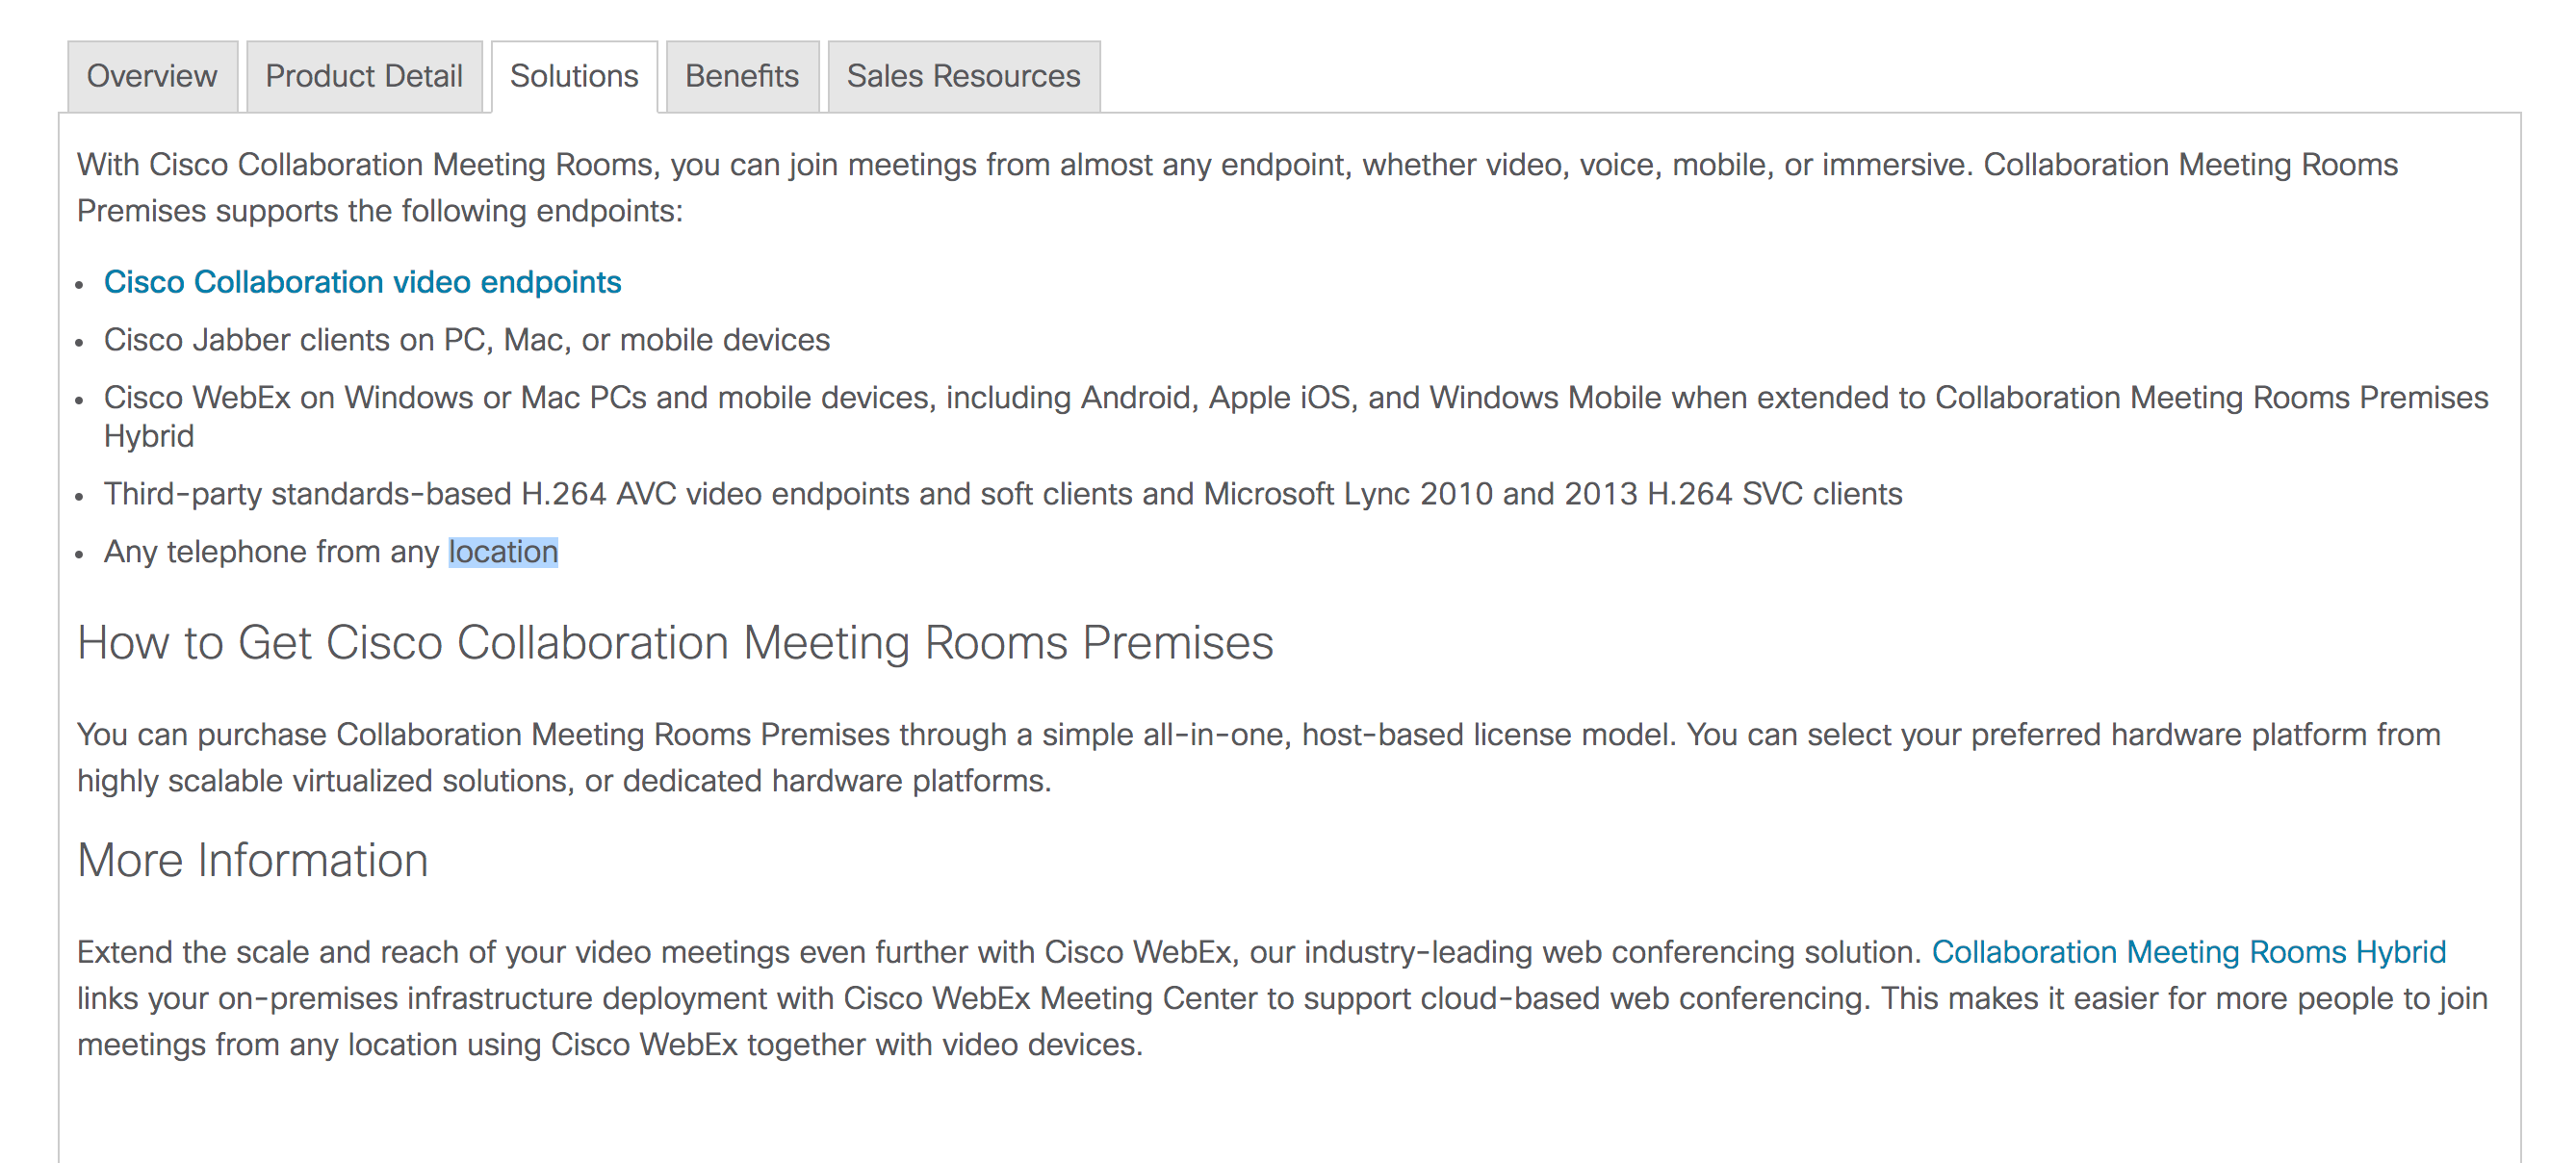 Overview Product Detail Solutions Benefits Sales Resources
With Cisco Collaboration Meeting Rooms, you can join meetings from almost any endpoint, whether video, voice, mobile, or immersive. Collaboration Meeting Rooms
Premises supports the following endpoints:
• Cisco Collaboration video endpoints
• Cisco Jabber clients on PC, Mac, or mobile devices
• Cisco WebEx on Windows or Mac PCs and mobile devices, including Android, Apple iOS, and Windows Mobile when extended to Collaboration Meeting Rooms Premises
Hybrid
• Third-party standards-based H.264 AVC video endpoints and soft clients and Microsoft Lync 2010 and 2013 H.264 SVC clients
• Any telephone from any location
How to Get Cisco Collaboration Meeting Rooms Premises
You can purchase Collaboration Meeting Rooms Premises through a simple all-in-one, host-based license model. You can select your preferred hardware platform from
highly scalable virtualized solutions, or dedicated hardware platforms.
More Information
Extend the scale and reach of your video meetings even further with Cisco WebEx, our industry-leading web conferencing solution. Collaboration Meeting Rooms Hybrid
links your on-premises infrastructure deployment with Cisco WebEx Meeting Center to support cloud-based web conferencing. This makes it easier for more people to join
meetings from any location using Cisco WebEx together with video devices.